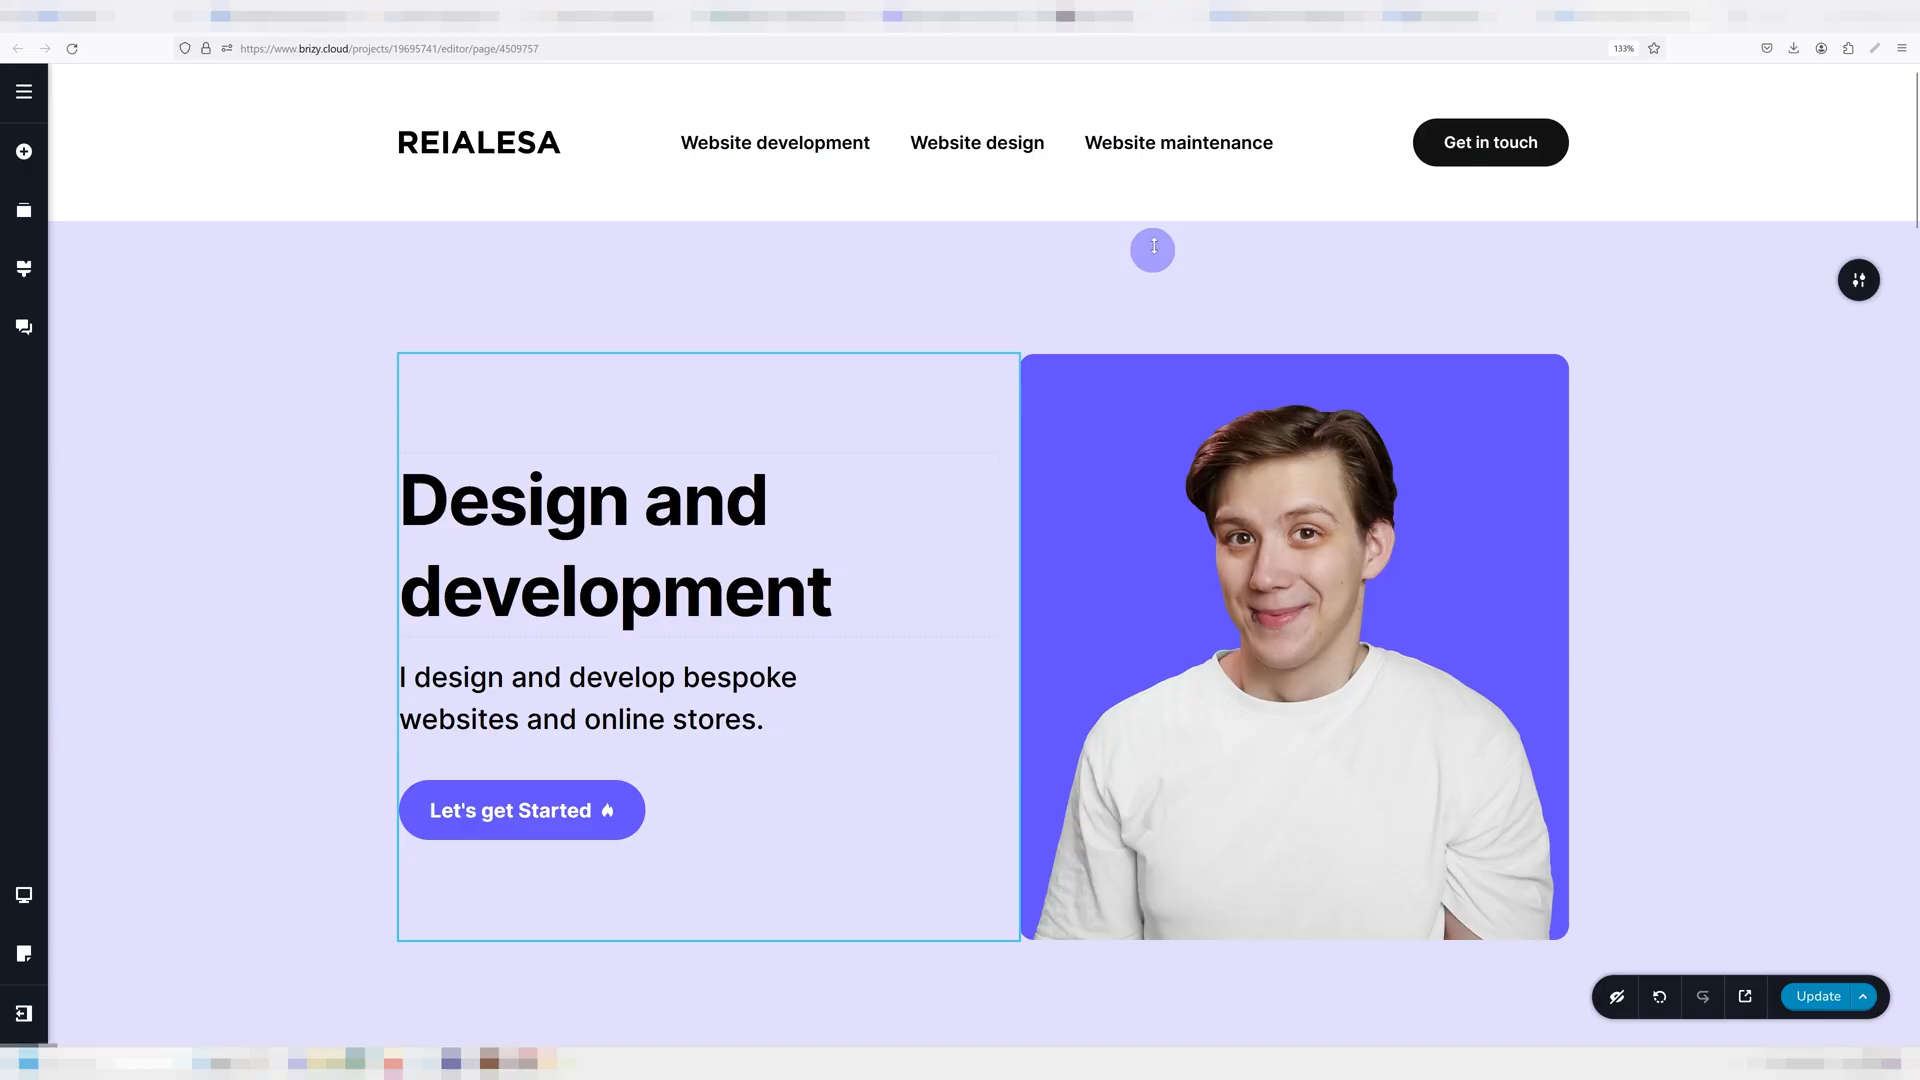 https://www.brizy.cloud/projects/19695741/editor/page/4509757
133%
REIALESA
Website development
Website design
Website maintenance
Get in touch
Design and
development
I design and develop bespoke
websites and online stores.
Let's get Started
Update